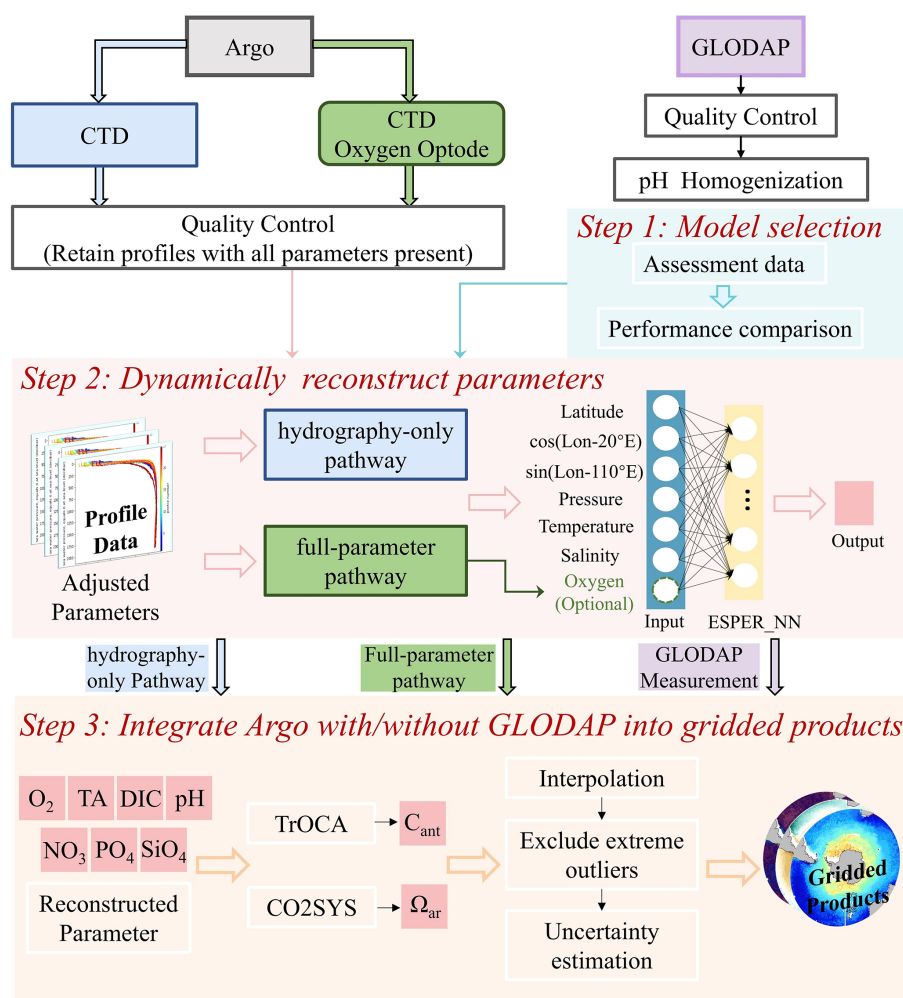 Argo
GLODAP
CTD
CTD
Oxygen Optode
Quality Control
pH Homogenization
Quality Control
(Retain profiles with all parameters present)
Step 1: Model selection
Assessment data
Performance comparison
Step 2: Dynamically reconstruct parameters
Profile
Data
Adjusted
Parameters
hydrography-only
pathway
full-parameter
pathway
Latitude
cos(Lon-20°E)
sin(Lon-110°E)
Pressure
Temperature
Salinity
Oxygen
(Optional)
Input
ESPER_NN
Output
hydrography-
only Pathway
Full-parameter
pathway
GLODAP
Measurement
Step 3: Integrate Argo with/without GLODAP into gridded products
O₂ TA DIC pH
NO₃ PO₄ SiO₄
Reconstructed
Parameter
TrOCA
C_ant
CO2SYS
Ω_ar
Interpolation
Exclude extreme
outliers
Uncertainty
estimation
Gridded
Products